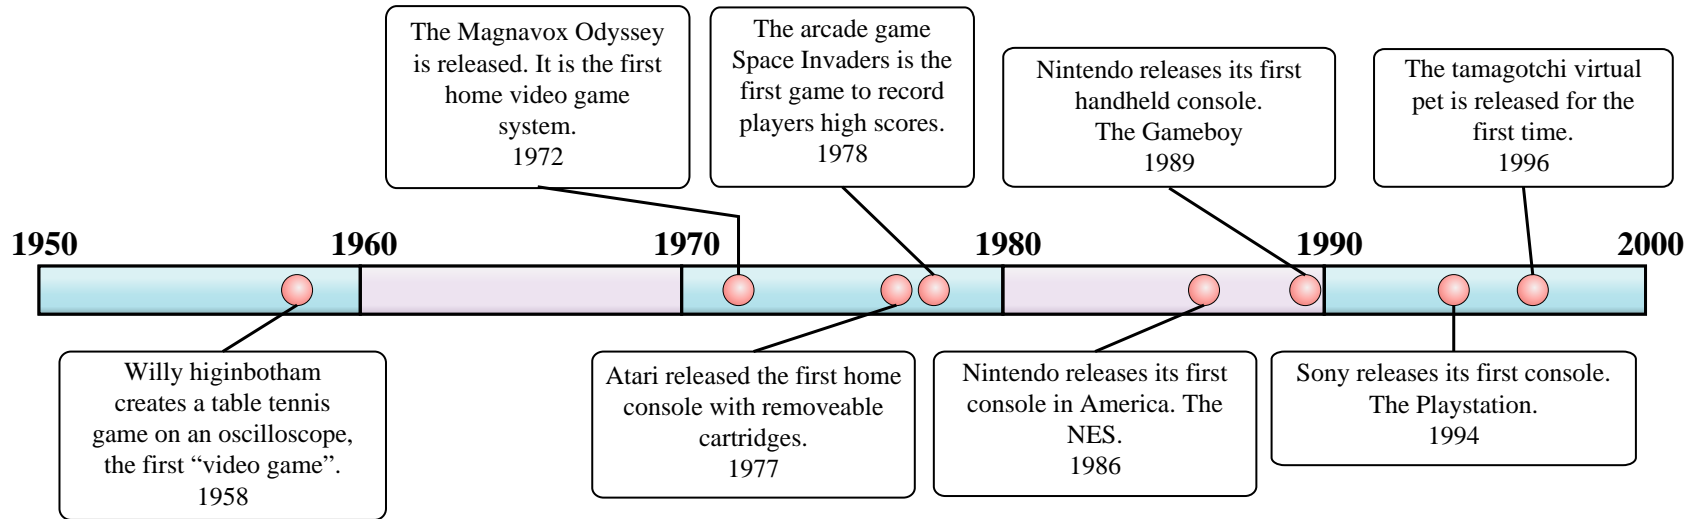 The Magnavox Odyssey
is released. It is the first
home video game
system.
1972
The arcade game
Space Invaders is the
first game to record
players high scores.
1978
Nintendo releases its first
handheld console.
The Gameboy
1989
The tamagotchi virtual
pet is released for the
first time.
1996
1950
1960
1970
1980
1990
2000
Willy higinbotham
creates a table tennis
game on an oscilloscope,
the first “video game”.
1958
Atari released the first home
console with removeable
cartridges.
1977
Nintendo releases its first
console in America. The
NES.
1986
Sony releases its first console.
The Playstation.
1994